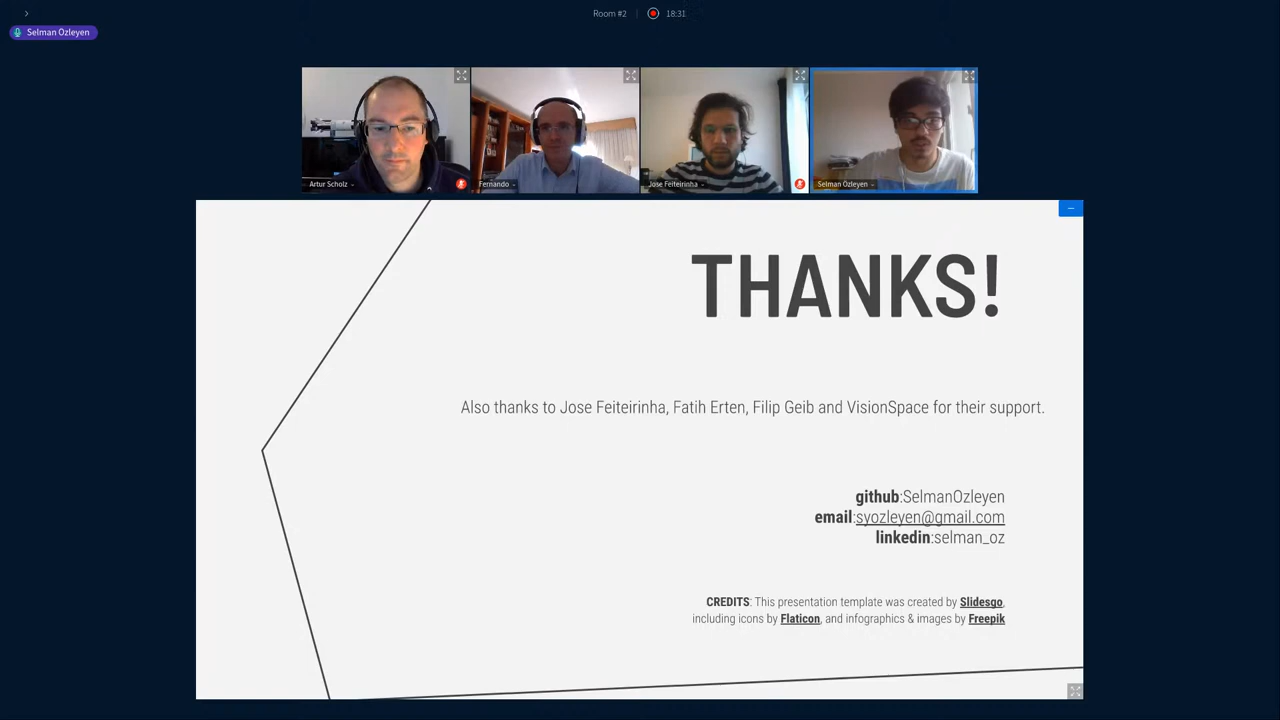 Room #2
18:31
Selman Ozleyen
Artur Scholz
Fernando
Jose Feiteirinha
Selman Ozleyen
THANKS!
Also thanks to Jose Feiteirinha, Fatih Erten, Filip Geib and VisionSpace for their support.
github:SelmanOzleyen
email:syozleyen@gmail.com
linkedin:selman_oz
CREDITS: This presentation template was created by Slidesgo,
including icons by Flaticon, and infographics & images by Freepik